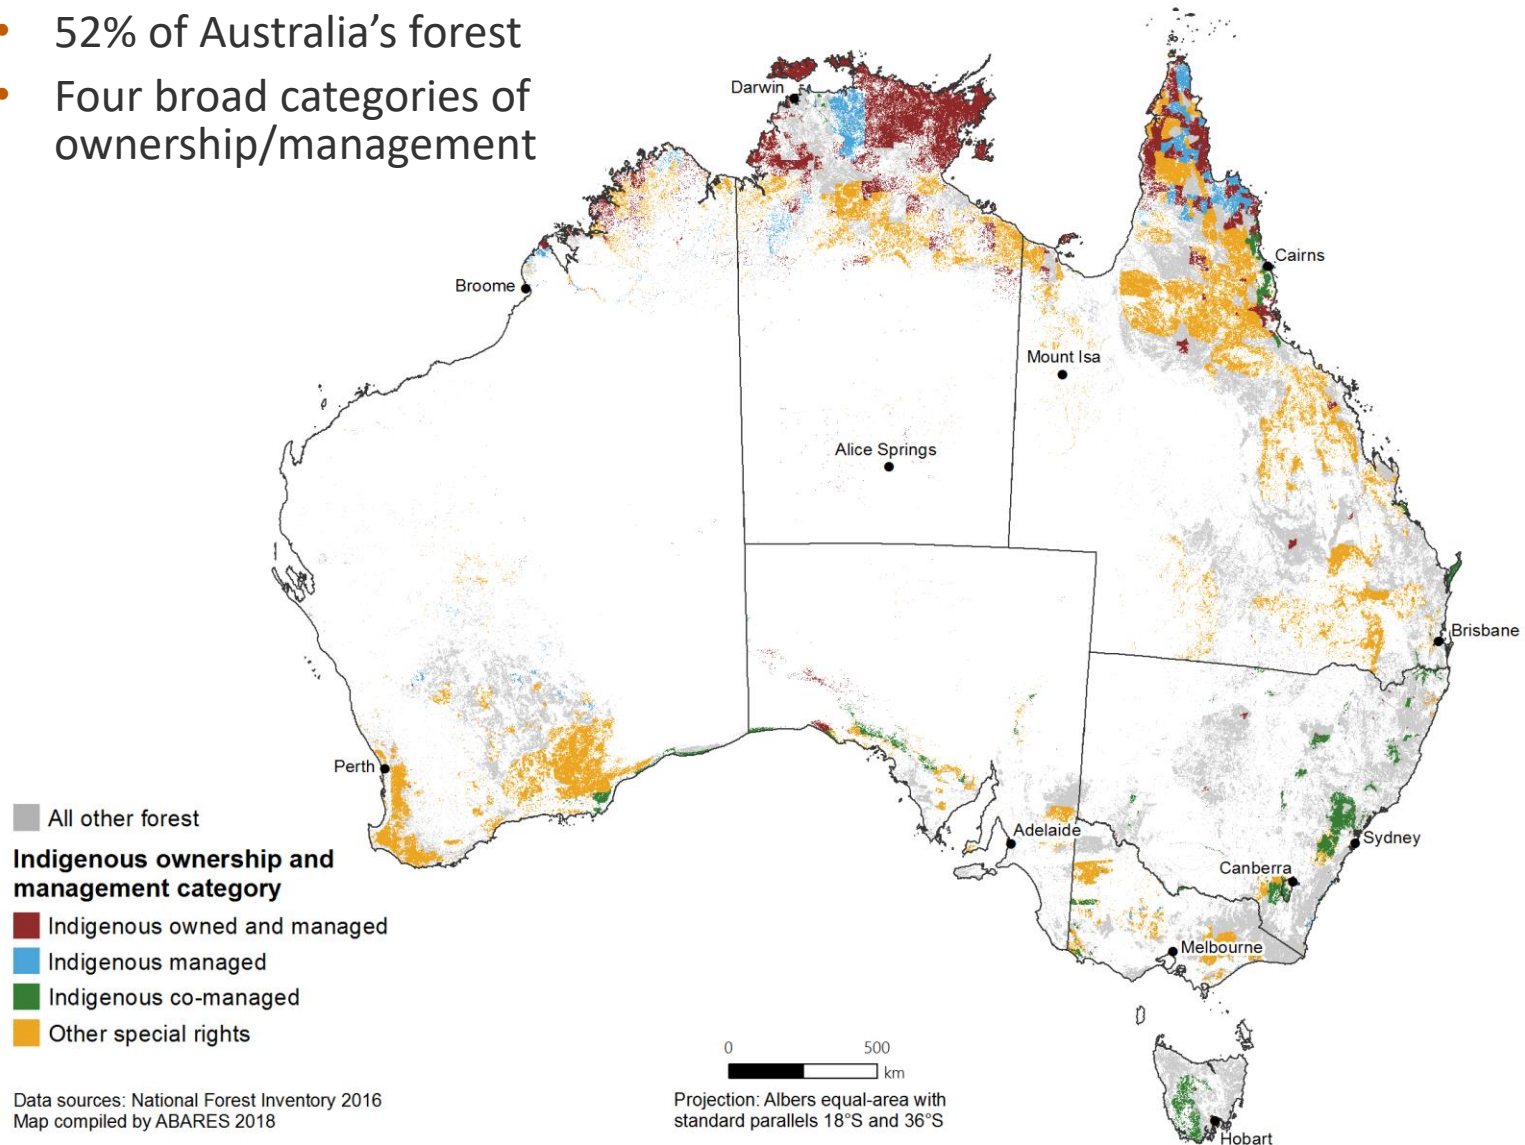 • 52% of Australia’s forest
• Four broad categories of
ownership/management
Darwin
Broome
Cairns
Mount Isa
Alice Springs
Brisbane
Perth
Adelaide
Sydney
Canberra
Melbourne
Hobart
All other forest
Indigenous ownership and
management category
Indigenous owned and managed
Indigenous managed
Indigenous co-managed
Other special rights
0 500
km
Data sources: National Forest Inventory 2016
Map compiled by ABARES 2018
Projection: Albers equal-area with
standard parallels 18°S and 36°S